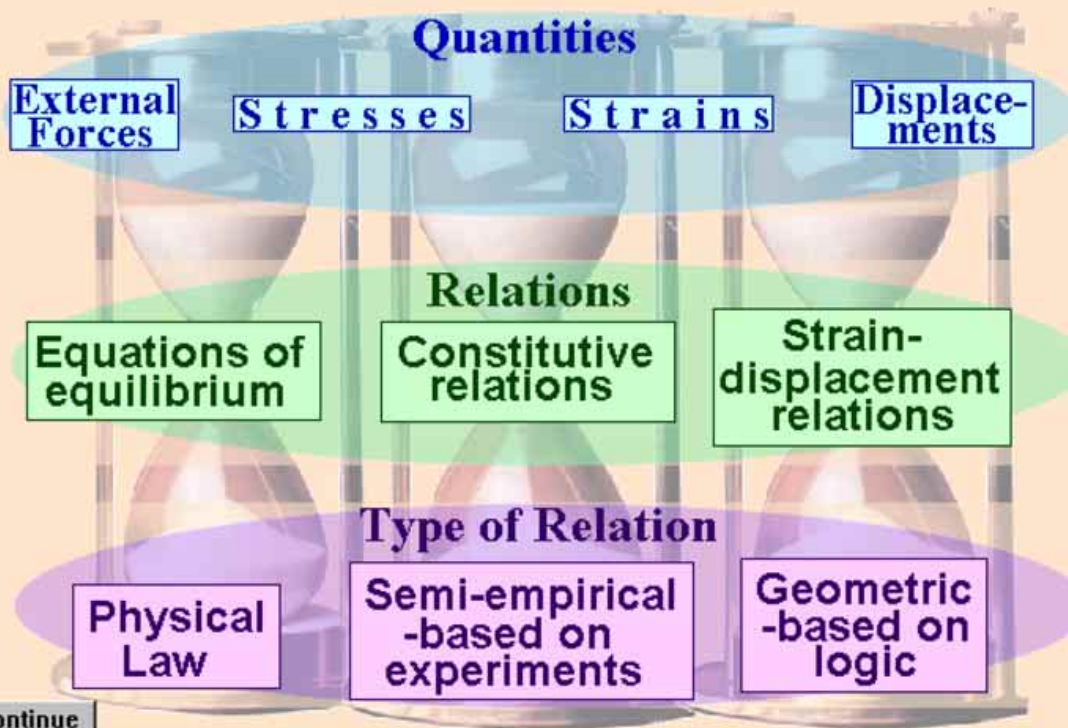 Quantities
External
Forces
Stresses
Strains
Displace-
ments
Relations
Equations of
equilibrium
Constitutive
relations
Strain-
displacement
relations
Type of Relation
Physical
Law
Semi-empirical
-based on
experiments
Geometric
-based on
logic